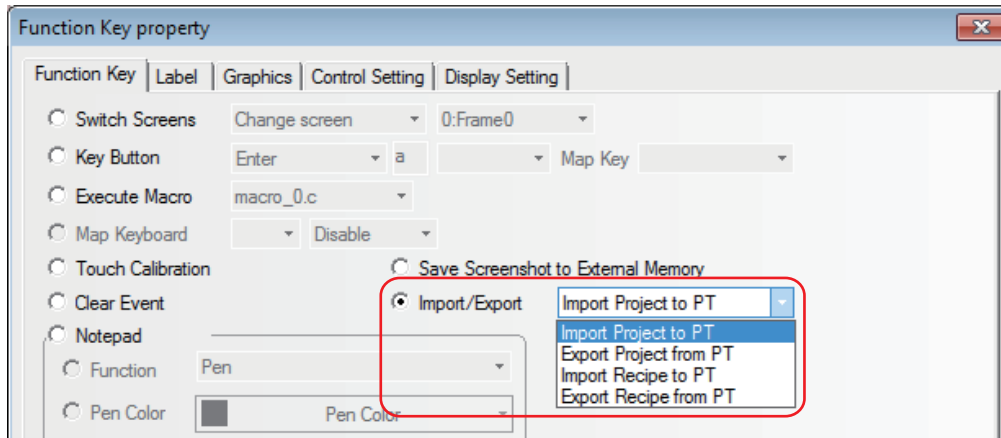 Function Key property
Function Key Label Graphics Control Setting Display Setting
Switch Screens Change screen 0:Frame0
Key Button Enter a Map Key
Execute Macro macro_0.c
Map Keyboard Disable
Touch Calibration Save Screenshot to External Memory
Clear Event Import/Export Import Project to PT
Notepad Import Project to PT
Export Project from PT
Function Pen Import Recipe to PT
Export Recipe from PT
Pen Color Pen Color